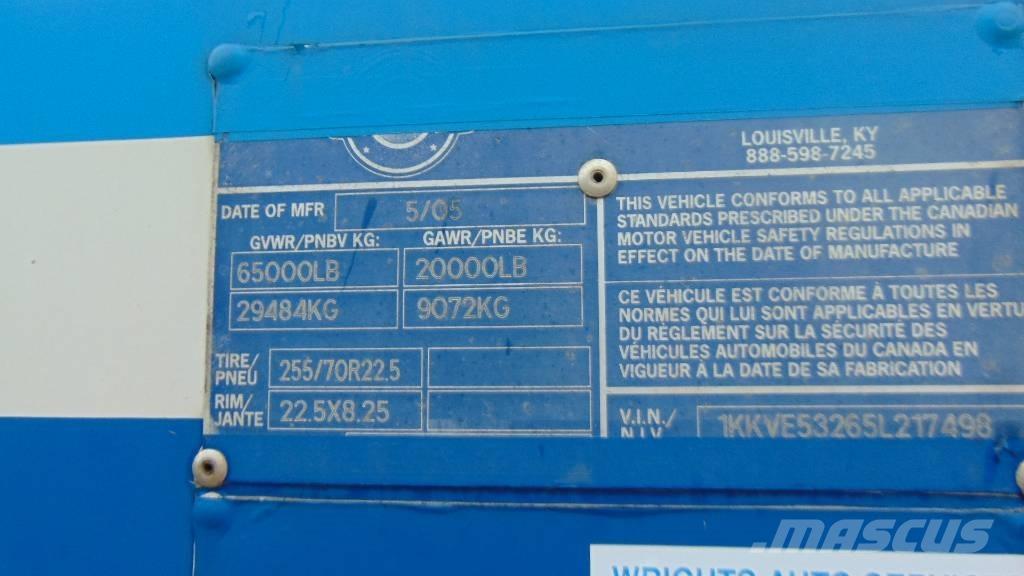 LOUISVILLE, KY
888-598-7245
DATE OF MFR 5/05
GVWR/PNBV KG: GAWR/PNBE KG:
65000LB 20000LB
29484KG 9072KG
TIRE/
PNEU 255/70R22.5
RIM/
JANTE 22.5X8.25
THIS VEHICLE CONFORMS TO ALL APPLICABLE
STANDARDS PRESCRIBED UNDER THE CANADIAN
MOTOR VEHICLE SAFETY REGULATIONS IN
EFFECT ON THE DATE OF MANUFACTURE
CE VÉHICULE EST CONFORME À TOUTES LES
NORMES QUI LUI SONT APPLICABLES EN VERTU
DU RÉGLEMENT SUR LA SÉCURITÉ DES
VÉHICULES AUTOMOBILES DU CANADA EN
VIGUEUR À LA DATE DE SA FABRICATION
V.I.N./
N.I.V. 1KKVE53265L217498
MASCUS
WRIGHTS AUTO SERVICE